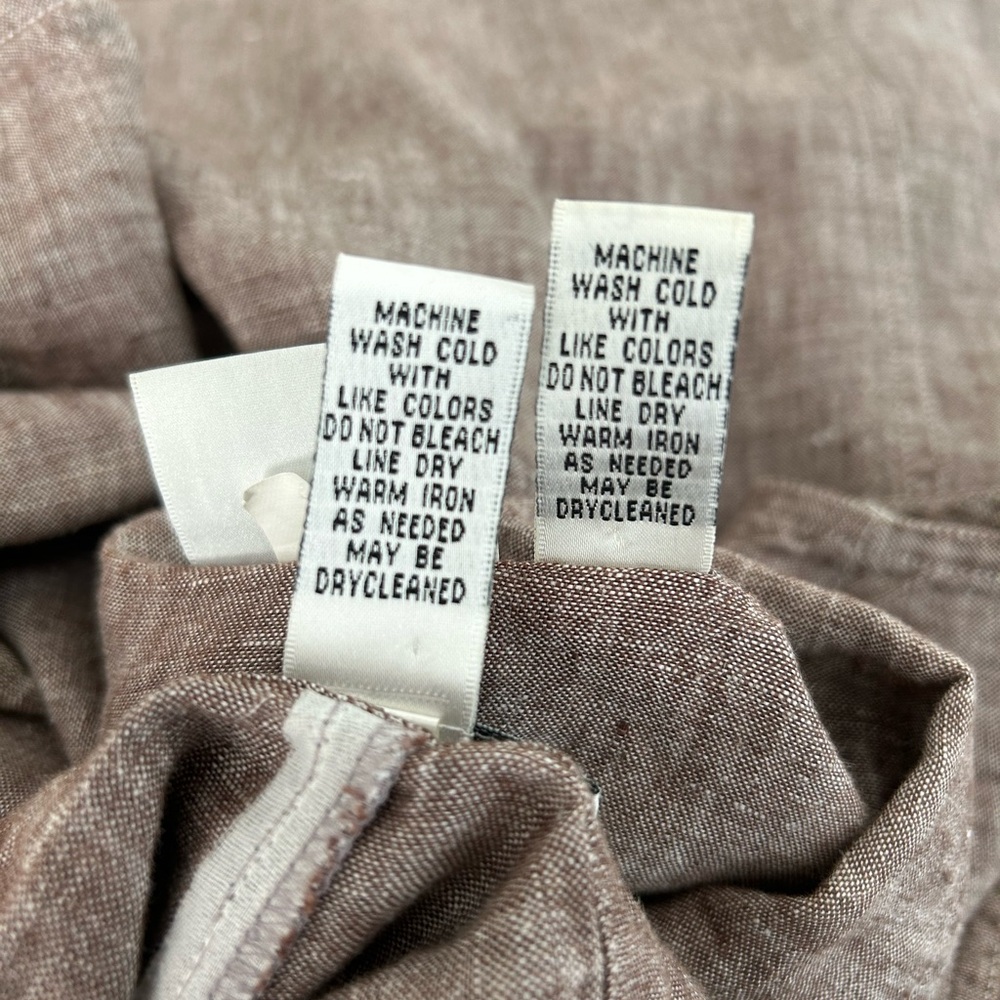 MACHINE
WASH COLD
WITH
LIKE COLORS
DO NOT BLEACH
LINE DRY
WARM IRON
AS NEEDED
MAY BE
DRYCLEANED
MACHINE
WASH COLD
WITH
LIKE COLORS
DO NOT BLEACH
LINE DRY
WARM IRON
AS NEEDED
MAY BE
DRYCLEANED